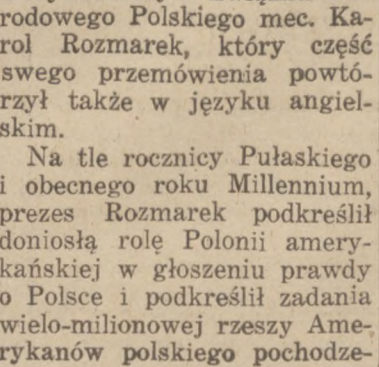 rodowego Polskiego mec. Ka-
rol Rozmarek, który część
swego przemówienia powtó-
rzył także w języku angiel-
skim.
Na tle rocznicy Pułaskiego
i obecnego roku Millennium,
prezes Rozmarek podkreślił
doniosłą rolę Polonii amery-
kańskiej w głoszeniu prawdy
o Polsce i podkreślił zadania
wielo-milionowej rzeszy Ame-
rykanów polskiego pochodze-